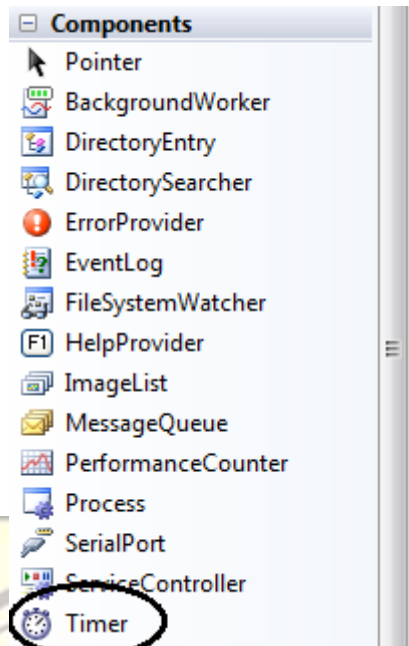 Components
Pointer
BackgroundWorker
DirectoryEntry
DirectorySearcher
ErrorProvider
EventLog
FileSystemWatcher
F1 HelpProvider
ImageList
MessageQueue
PerformanceCounter
Process
SerialPort
ServiceController
Timer